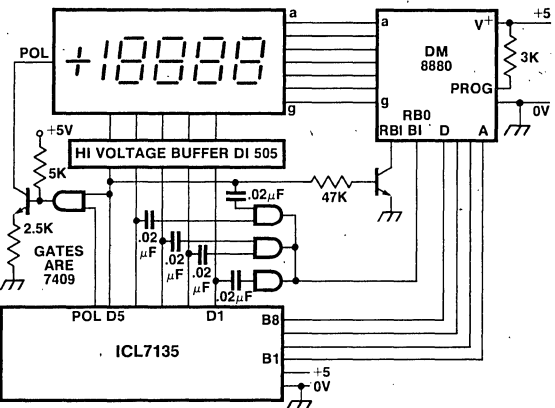 a a V+ +5
POL +18888 DM 8880 3K
PROG
g g RB0 0V
RBI BI D A
+5V
HI VOLTAGE BUFFER DI 505
5K
.02µF 47K
2.5K .02 µF
.02 µF
.02 µF
GATES ARE 7409
.02µF
POL D5 D1 B8
ICL7135
B1
+5
0V